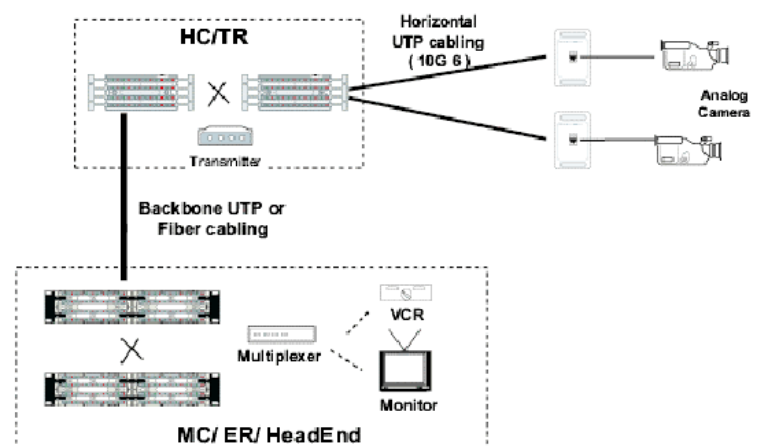 HC/TR
Horizontal
UTP cabling
( 10G 6 )
Analog
Camera
Transmitter
Backbone UTP or
Fiber cabling
VCR
Multiplexer
Monitor
MC/ ER/ HeadEnd